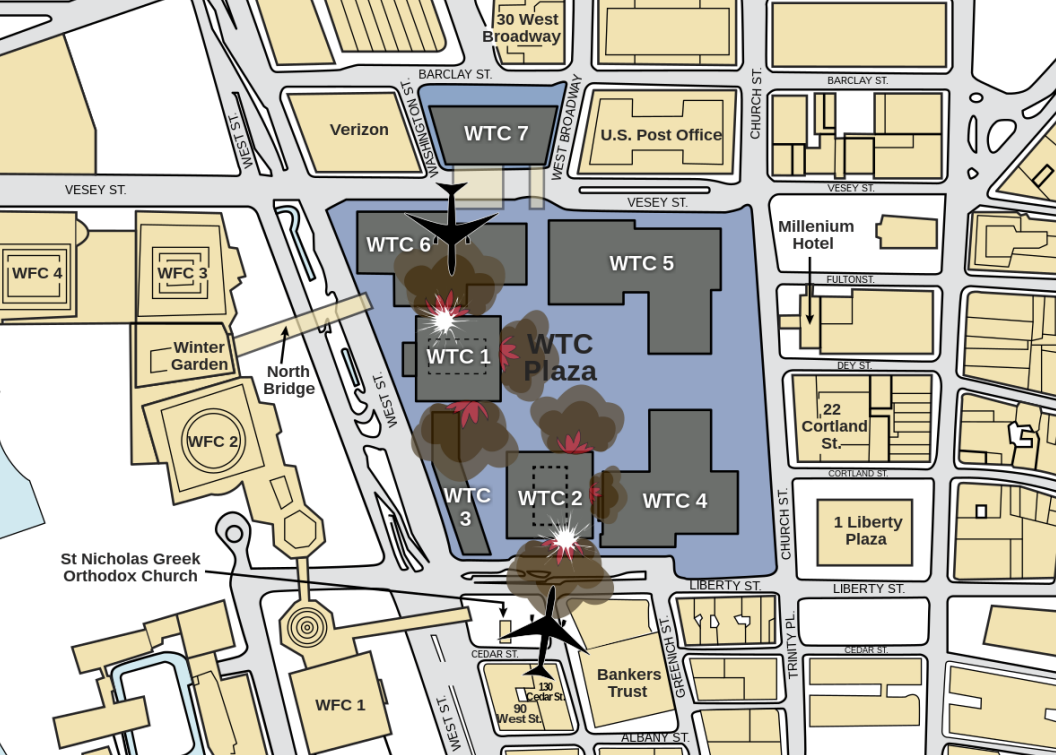 30 West
Broadway
BARCLAY ST.
BARCLAY ST.
WEST ST.
Verizon
WASHINGTON ST.
WTC 7
WEST BROADWAY
U.S. Post Office
CHURCH ST.
VESEY ST.
VESEY ST.
VESEY ST.
WTC 6
WTC 5
Millenium
Hotel
WFC 4
WFC 3
FULTONST.
WTC 1
WTC
Plaza
Winter
Garden
North
Bridge
DEY ST.
WEST ST.
22
Cortland
St.
WFC 2
CORTLAND ST.
WTC
3
WTC 2
WTC 4
CHURCH ST.
1 Liberty
Plaza
St Nicholas Greek
Orthodox Church
LIBERTY ST.
LIBERTY ST.
CEDAR ST.
CEDAR ST.
GREENICH ST.
TRINITY PL.
Bankers
Trust
130
Cedar St.
90
West St.
WFC 1
WEST ST.
ALBANY ST.